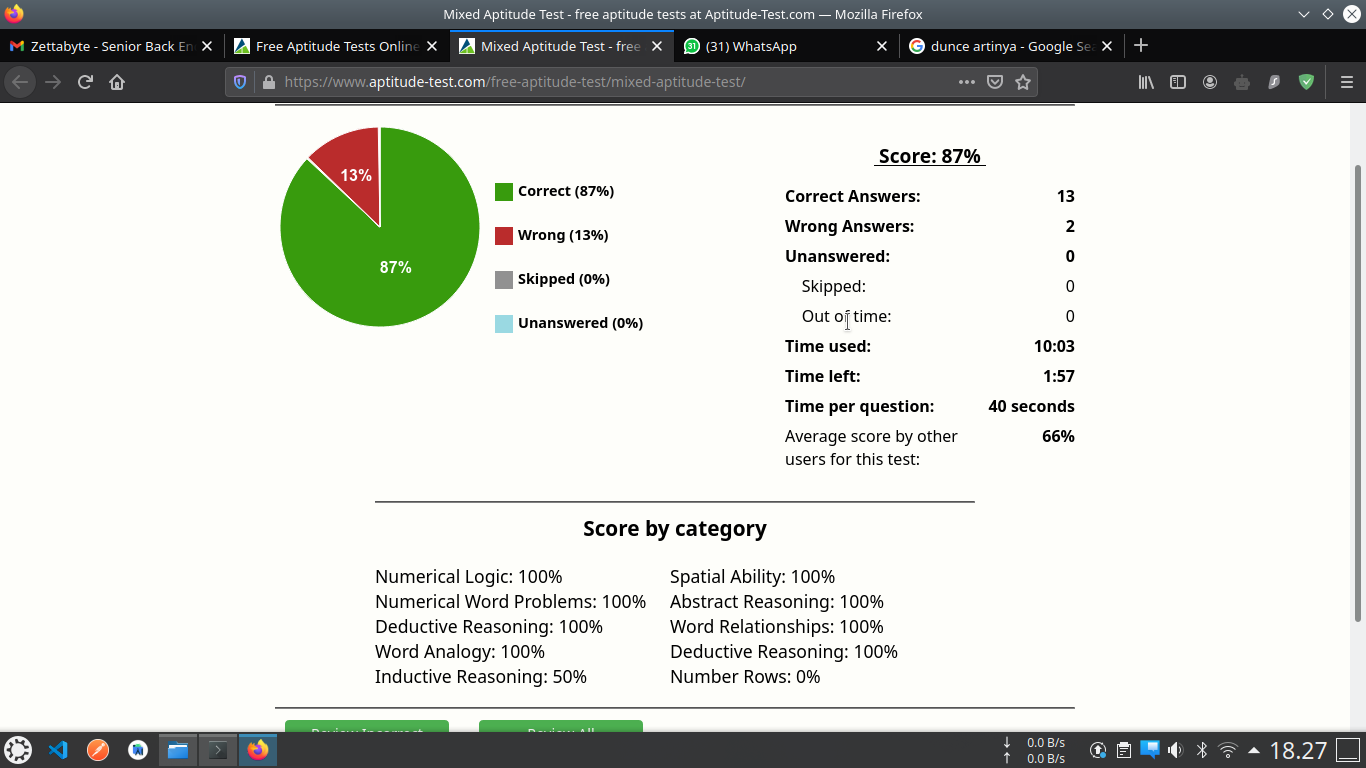 Mixed Aptitude Test - free aptitude tests at Aptitude-Test.com — Mozilla Firefox
Zettabyte - Senior Back En
Free Aptitude Tests Online
Mixed Aptitude Test - free
31
(31) WhatsApp
dunce artinya - Google Sea
https://www.aptitude-test.com/free-aptitude-test/mixed-aptitude-test/
13%
87%
Correct (87%)
Wrong (13%)
Skipped (0%)
Unanswered (0%)
Score: 87%
Correct Answers: 13
Wrong Answers: 2
Unanswered: 0
Skipped: 0
Out of time: 0
Time used: 10:03
Time left: 1:57
Time per question: 40 seconds
Average score by other 66%
users for this test:
Score by category
Numerical Logic: 100%
Numerical Word Problems: 100%
Deductive Reasoning: 100%
Word Analogy: 100%
Inductive Reasoning: 50%
Spatial Ability: 100%
Abstract Reasoning: 100%
Word Relationships: 100%
Deductive Reasoning: 100%
Number Rows: 0%
Review Incorrect
Review All
0.0 B/s
0.0 B/s
18.27